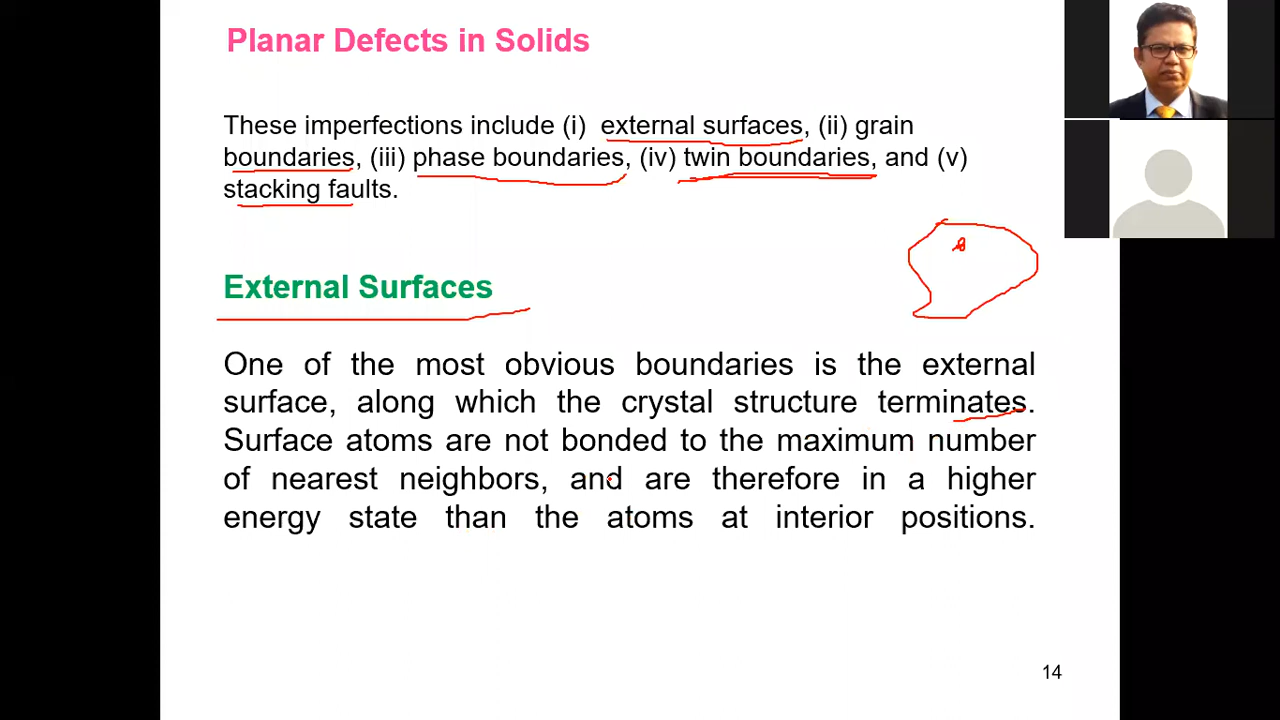 Planar Defects in Solids
These imperfections include (i) external surfaces, (ii) grain
boundaries, (iii) phase boundaries, (iv) twin boundaries, and (v)
stacking faults.
External Surfaces
One of the most obvious boundaries is the external
surface, along which the crystal structure terminates.
Surface atoms are not bonded to the maximum number
of nearest neighbors, and are therefore in a higher
energy state than the atoms at interior positions.
14